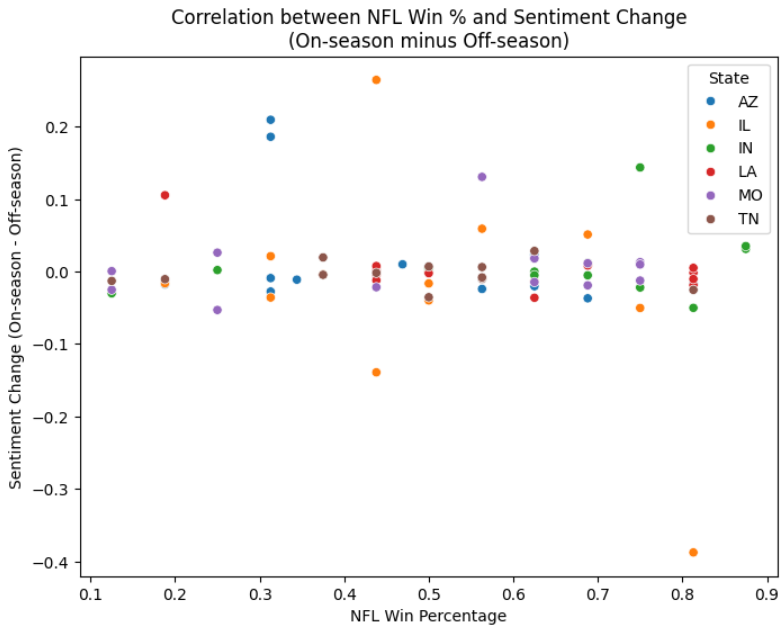 Correlation between NFL Win % and Sentiment Change
(On-season minus Off-season)
Sentiment Change (On-season - Off-season)
0.2
0.1
0.0
−0.1
−0.2
−0.3
−0.4
State
AZ
IL
IN
LA
MO
TN
0.1 0.2 0.3 0.4 0.5 0.6 0.7 0.8 0.9
NFL Win Percentage